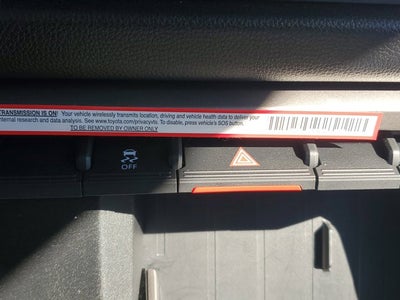 TRANSMISSION IS ON! Your vehicle wirelessly transmits location, driving and vehicle health data to deliver your
internal research and data analysis. See www.toyota.com/privacyvts. To disable, press vehicle's SOS button.
TO BE REMOVED BY OWNER ONLY
OFF